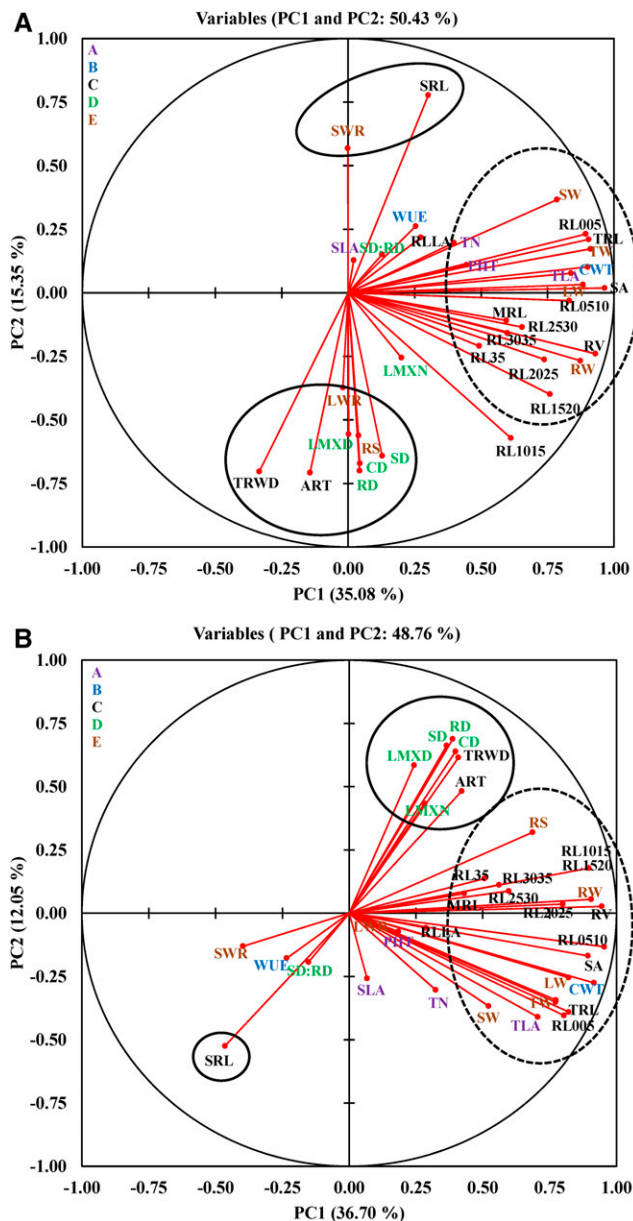 A
Variables (PC1 and PC2: 50.43 %)
1.00
A
B
C
D
E
SRL
0.75
SWR
0.50
SW
WUE
RL005
0.25
TRL
RLLA TN
TW
SLA SD:RD
PHT
CWT
TLA
SA
PC2 (15.35 %)
0.00
LW
RL0510
MRL
RL2530
RL3035
RV
-0.25
RL35
RL2025
RW
LMXN
LWR
RL1520
-0.50
LMXD
RS
RL1015
SD
CD
TRWD
ART
RD
-0.75
-1.00
-1.00 -0.75 -0.50 -0.25 0.00 0.25 0.50 0.75 1.00
PC1 (35.08 %)
B
Variables ( PC1 and PC2: 48.76 %)
1.00
A
B
C
D
E
0.75
RD
SD
CD
LMXD
TRWD
0.50
ART
LMXN
RS
0.25
RL1015
RL35
RL3035
RL1520
RL2530
RW
MRL
RL2025
RV
PC2 (12.05 %)
0.00
LWR
RLLA
RL0510
SWR
PHT
WUE
SA
SD:RD
-0.25
SLA
LW
CWT
TN
TW
SW
TRL
TLA
RL005
-0.50
SRL
-0.75
-1.00
-1.00 -0.75 -0.50 -0.25 0.00 0.25 0.50 0.75 1.00
PC1 (36.70 %)